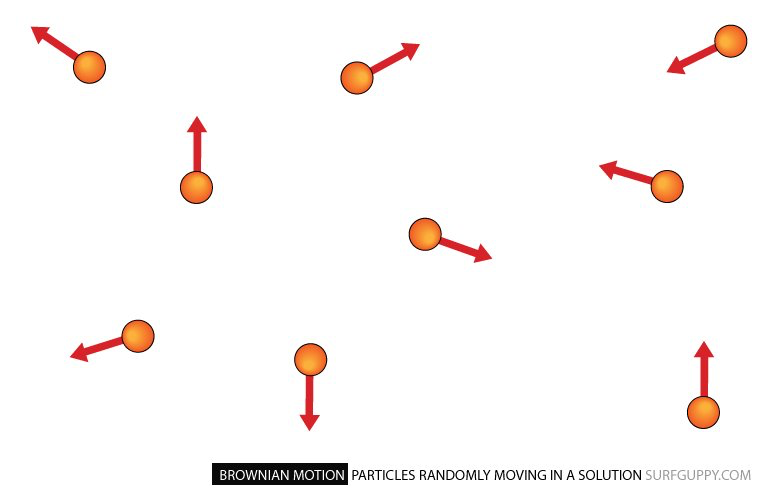 BROWNIAN MOTION PARTICLES RANDOMLY MOVING IN A SOLUTION SURFGUPPY.COM